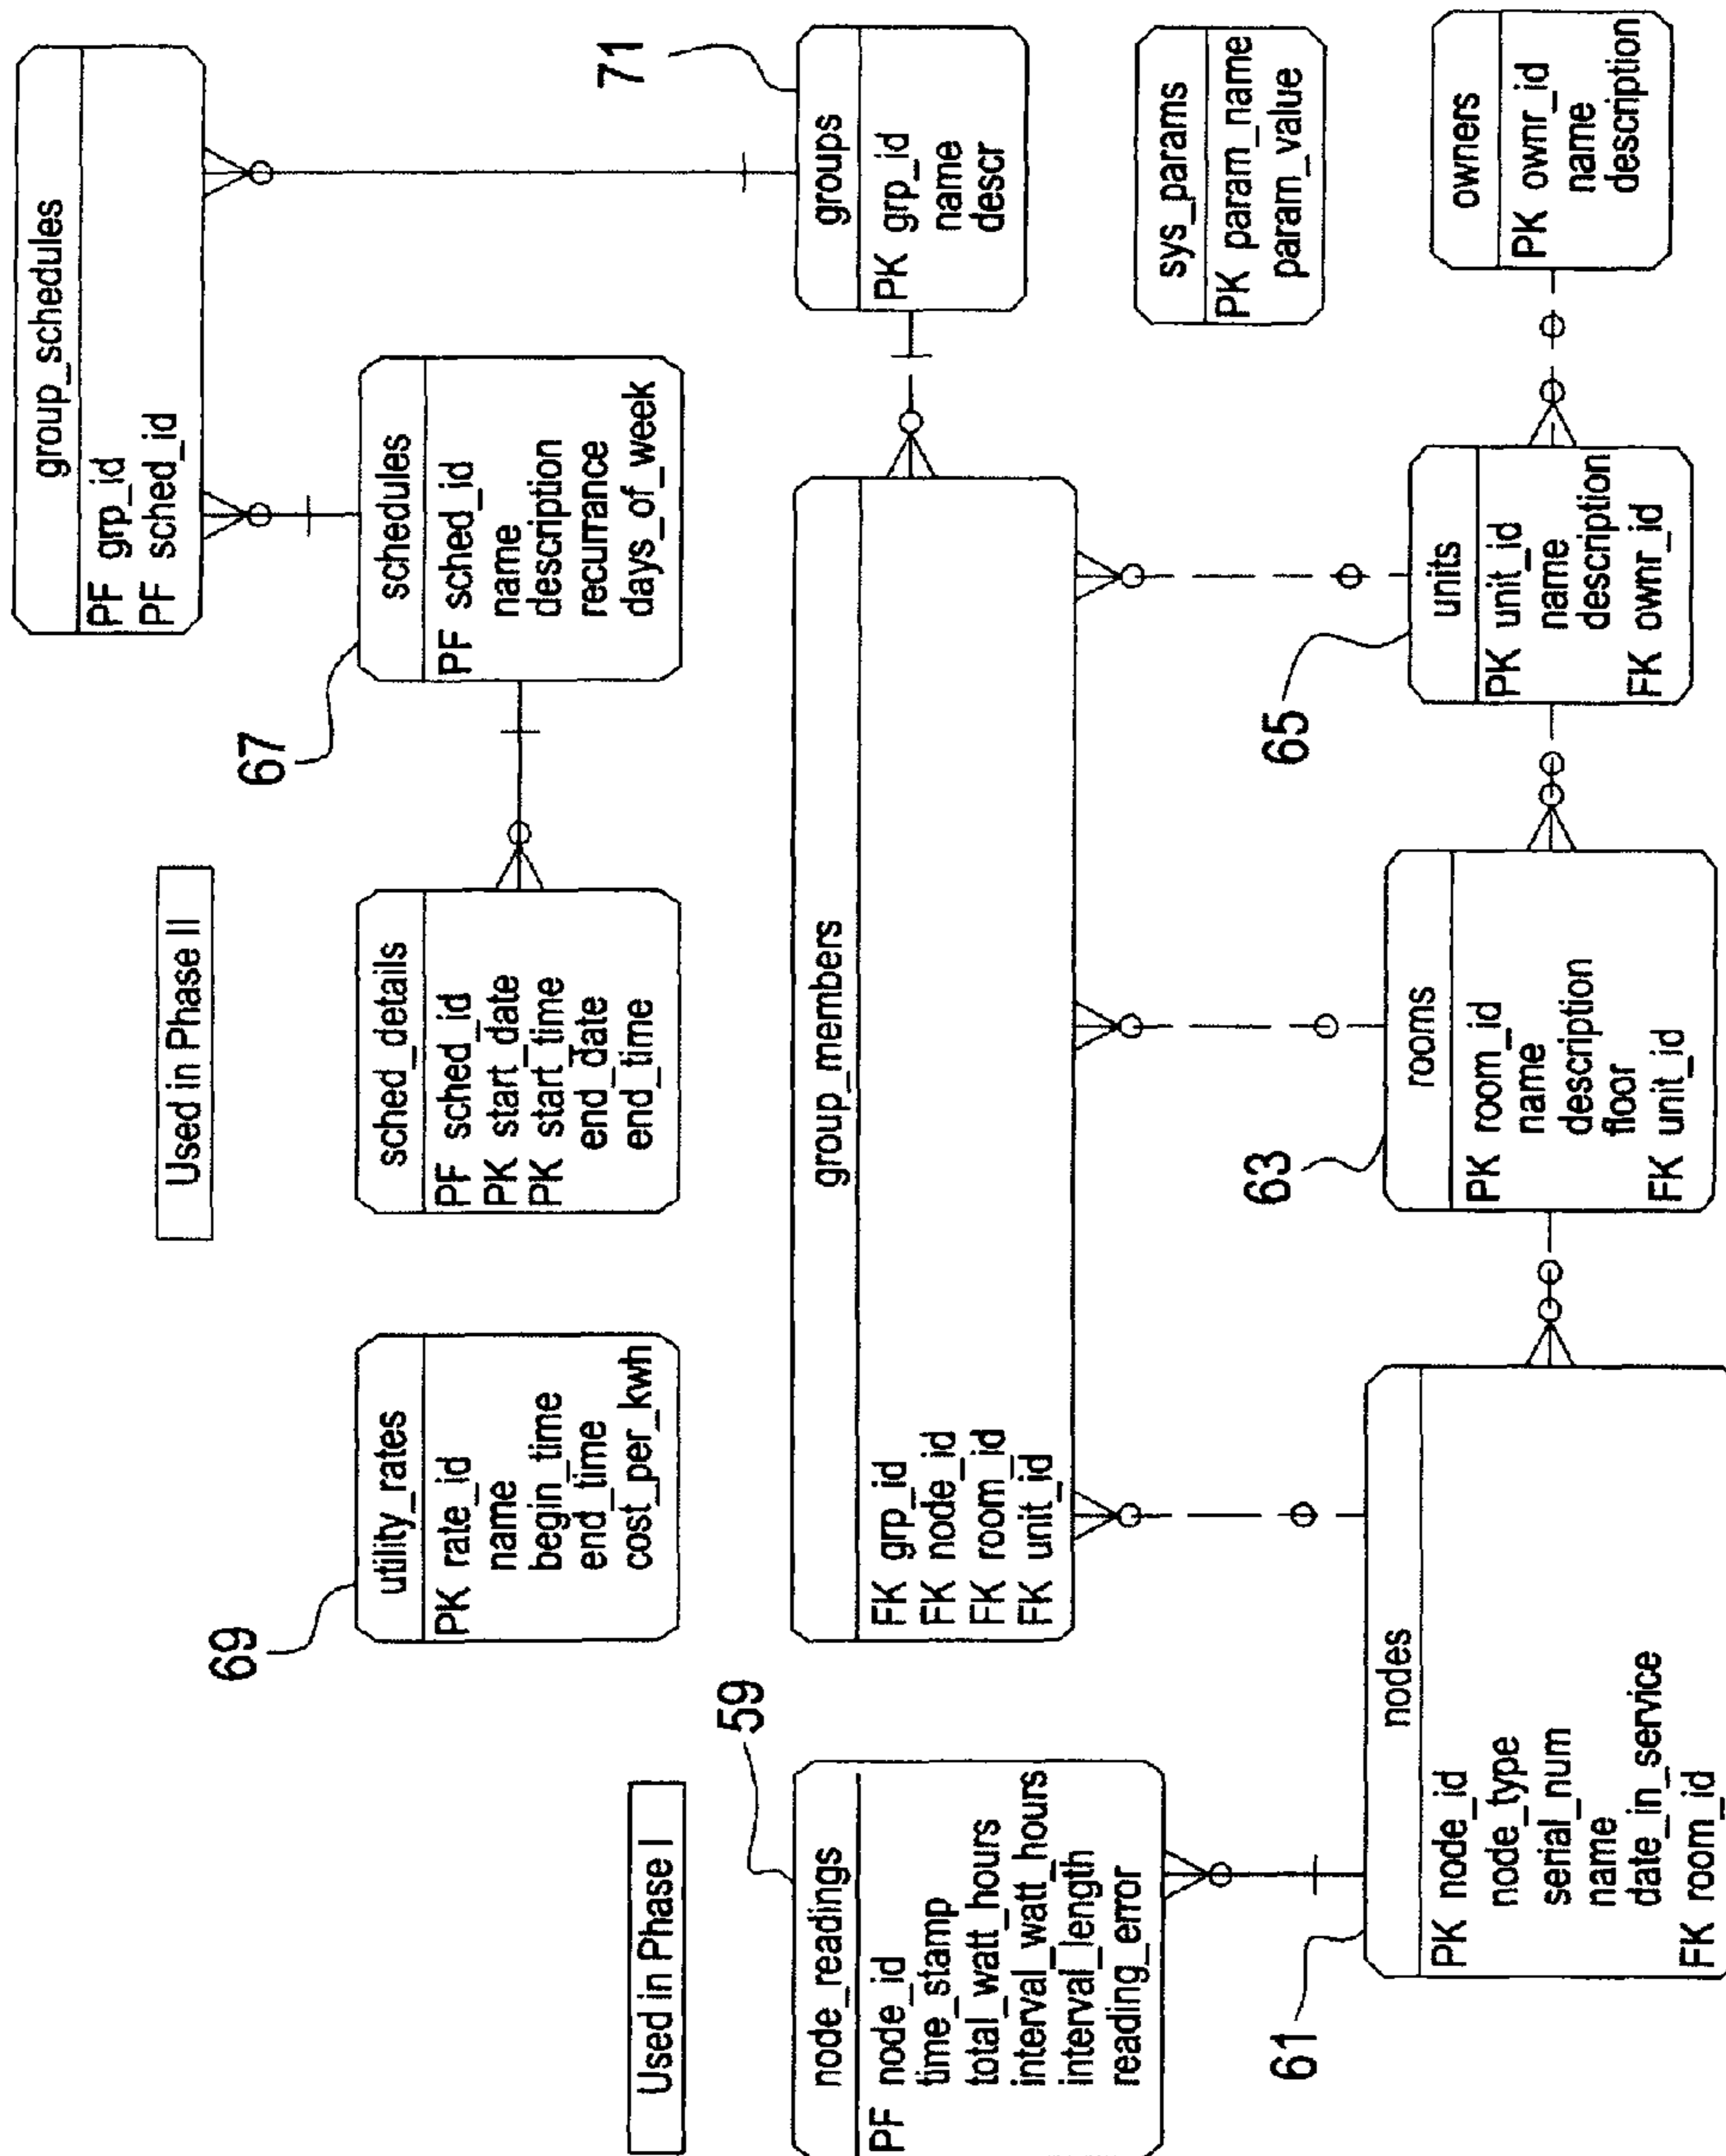 group_schedules
PF grp_id
PF sched_id
Used in Phase II
69
utility_rates
PK rate_id
name
begin_time
end_time
cost_per_kwh
sched_details
PF sched_id
PK start_date
PK start_time
end_date
end_time
67
schedules
PF sched_id
name
description
recurrance
days_of_week
Used in Phase I
59
node_readings
PF node_id
time_stamp
total_watt_hours
interval_watt_hours
interval_length
reading_error
group_members
FK grp_id
FK node_id
FK room_id
FK unit_id
71
groups
PK grp_id
name
descr
sys_params
PK param_name
param_value
61
nodes
PK node_id
node_type
serial_num
name
date_in_service
FK room_id
63
rooms
PK room_id
name
description
floor
FK unit_id
65
units
PK unit_id
name
description
FK ownr_id
owners
PK ownr_id
name
description